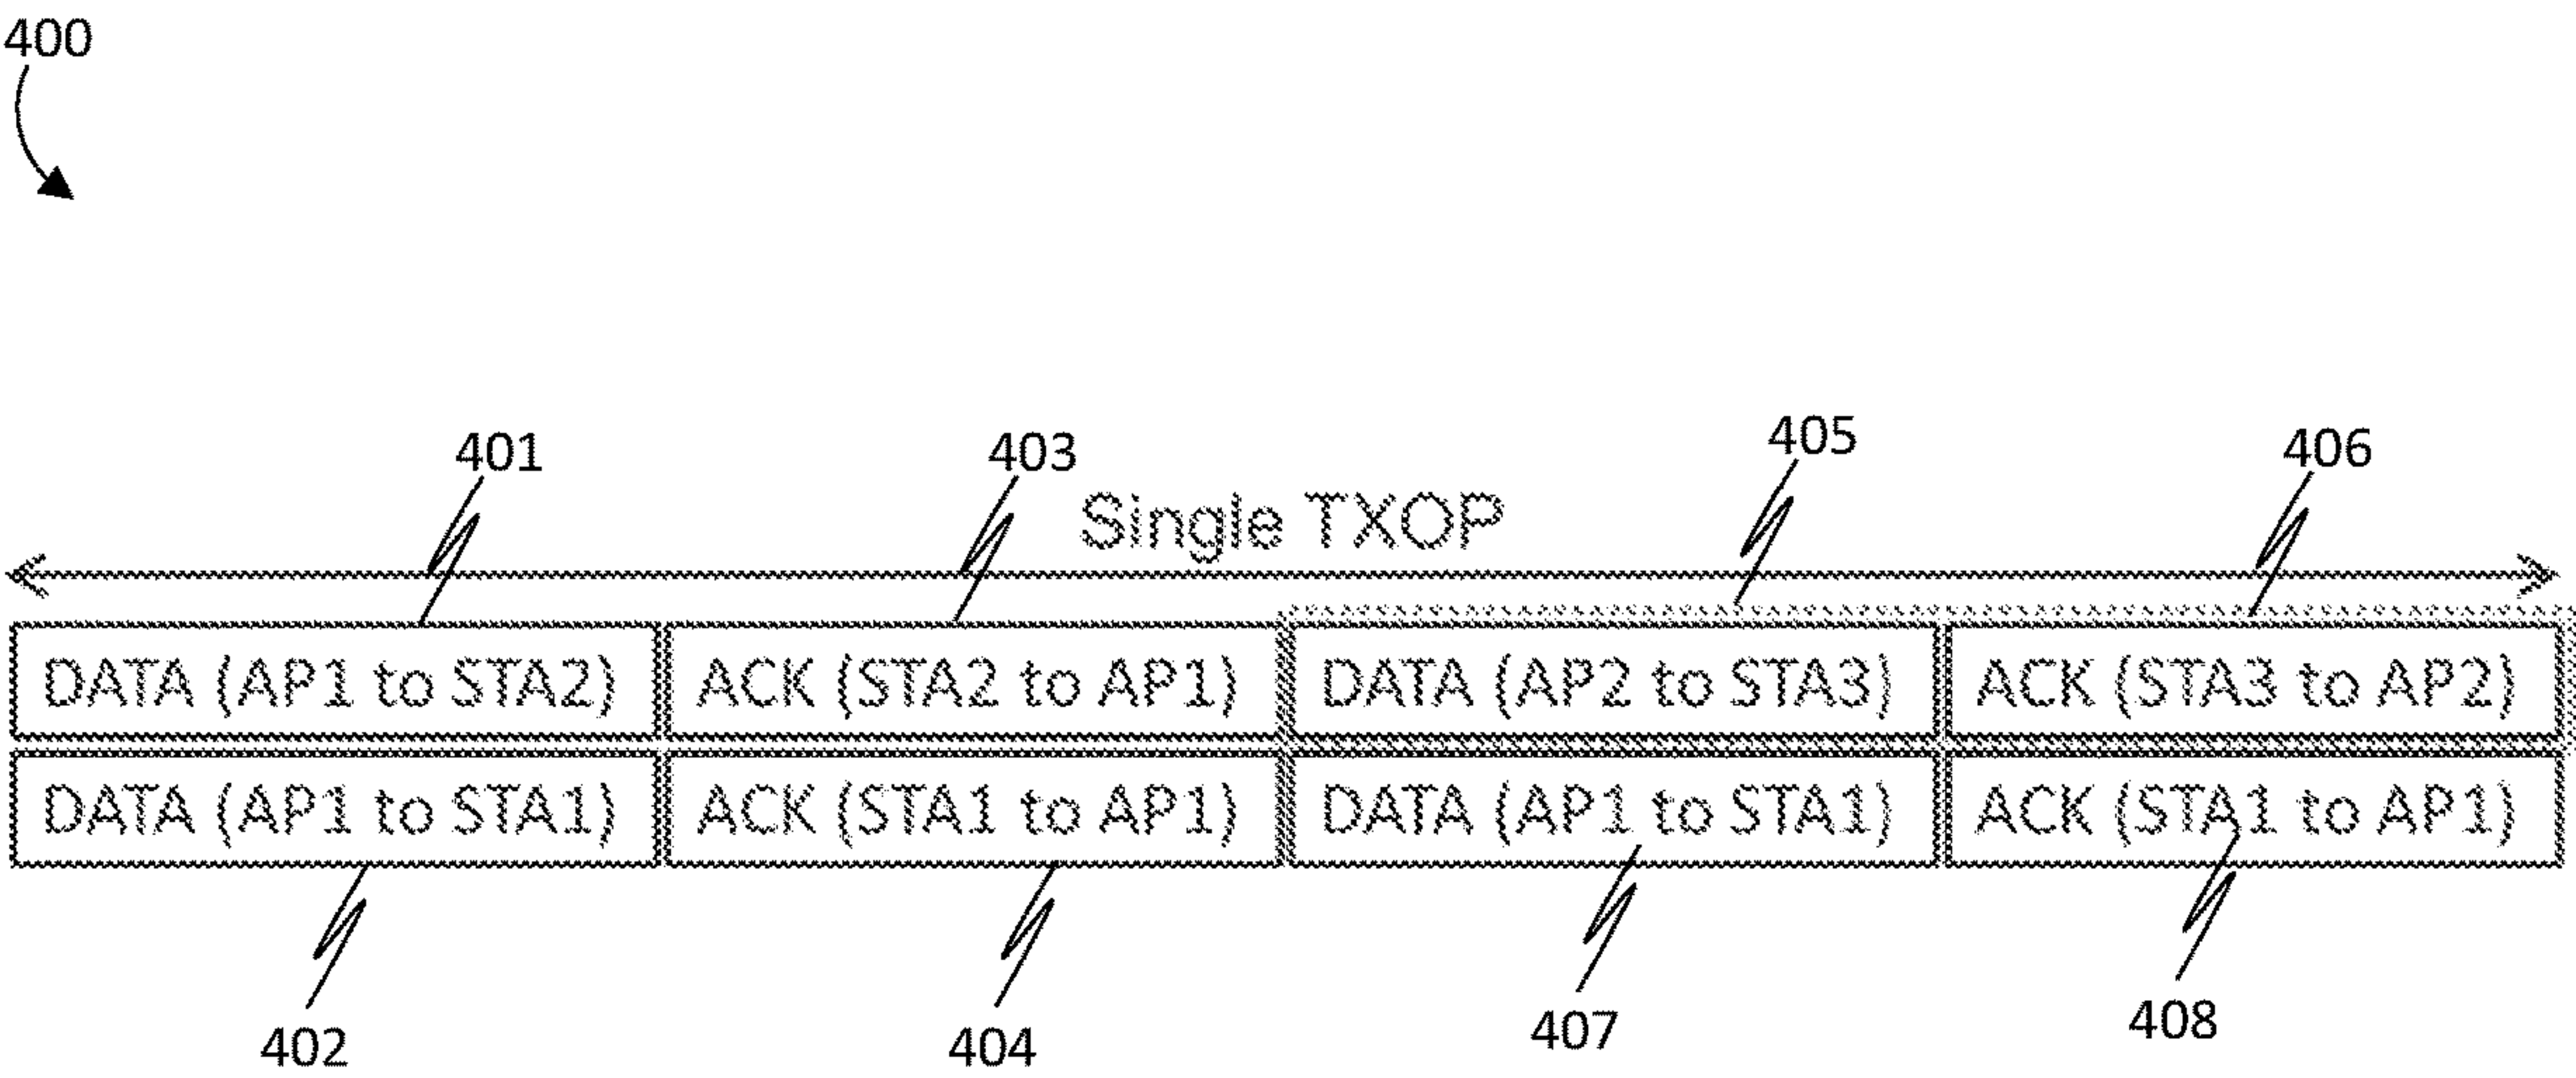 400
401 403 405 406
Single TXOP
DATA (AP1 to STA2) ACK (STA2 to AP1) DATA (AP2 to STA3) ACK (STA3 to AP2)
DATA (AP1 to STA1) ACK (STA1 to AP1) DATA (AP1 to STA1) ACK (STA1 to AP1)
402 404 407 408